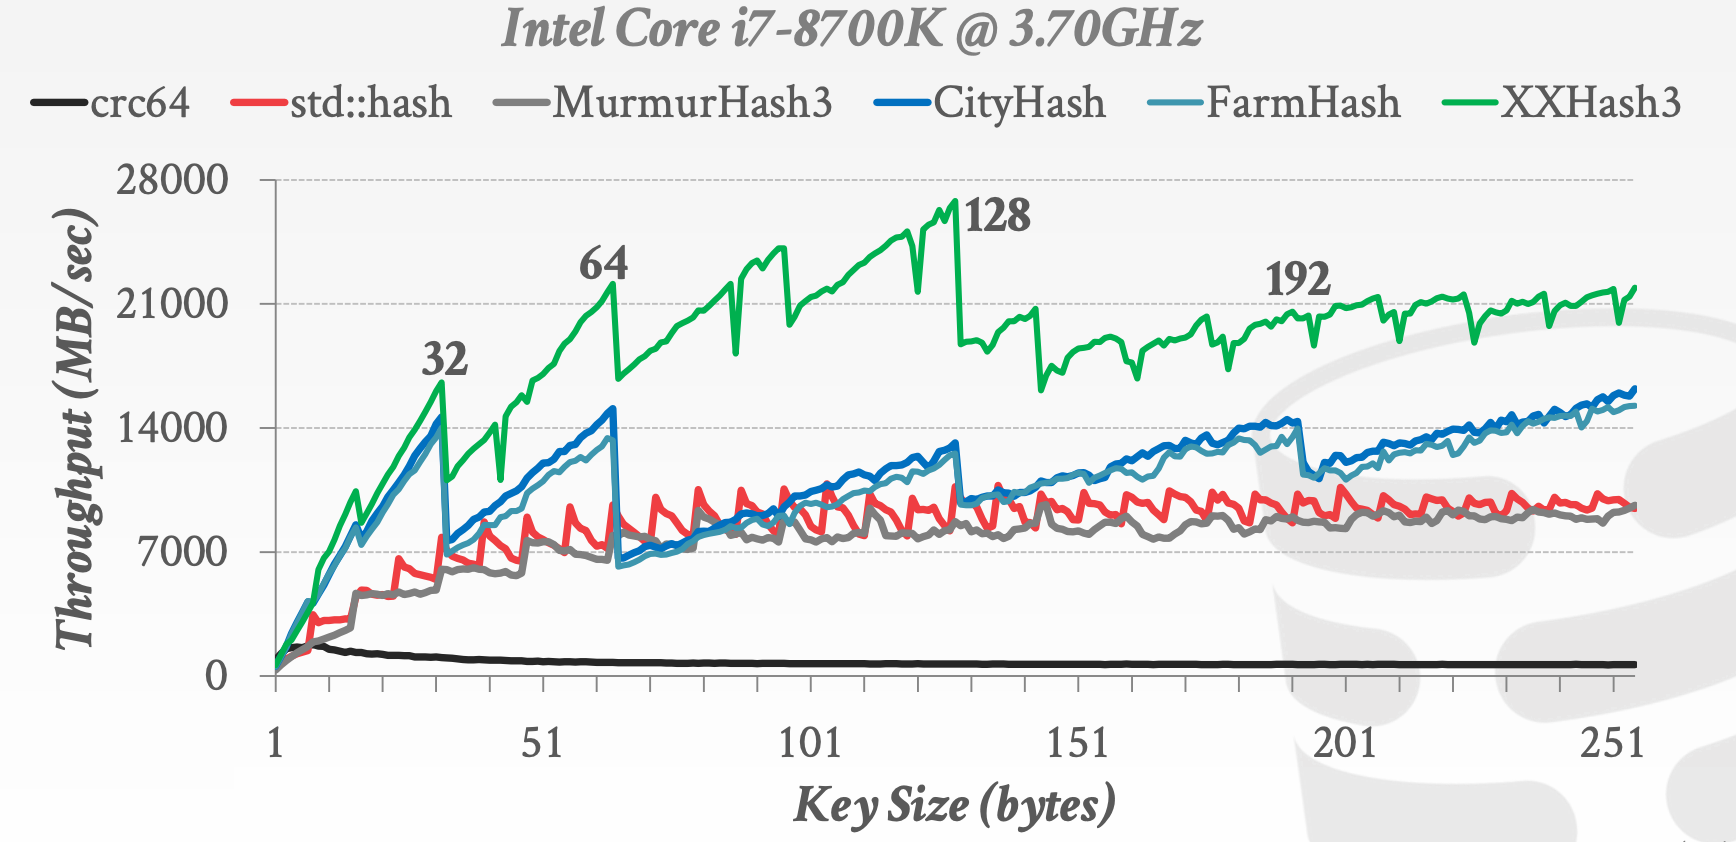 Intel Core i7-8700K @ 3.70GHz
crc64 std::hash MurmurHash3 CityHash FarmHash XXHash3
Throughput (MB/sec)
28000
21000
14000
7000
0
32
64
128
192
1 51 101 151 201 251
Key Size (bytes)